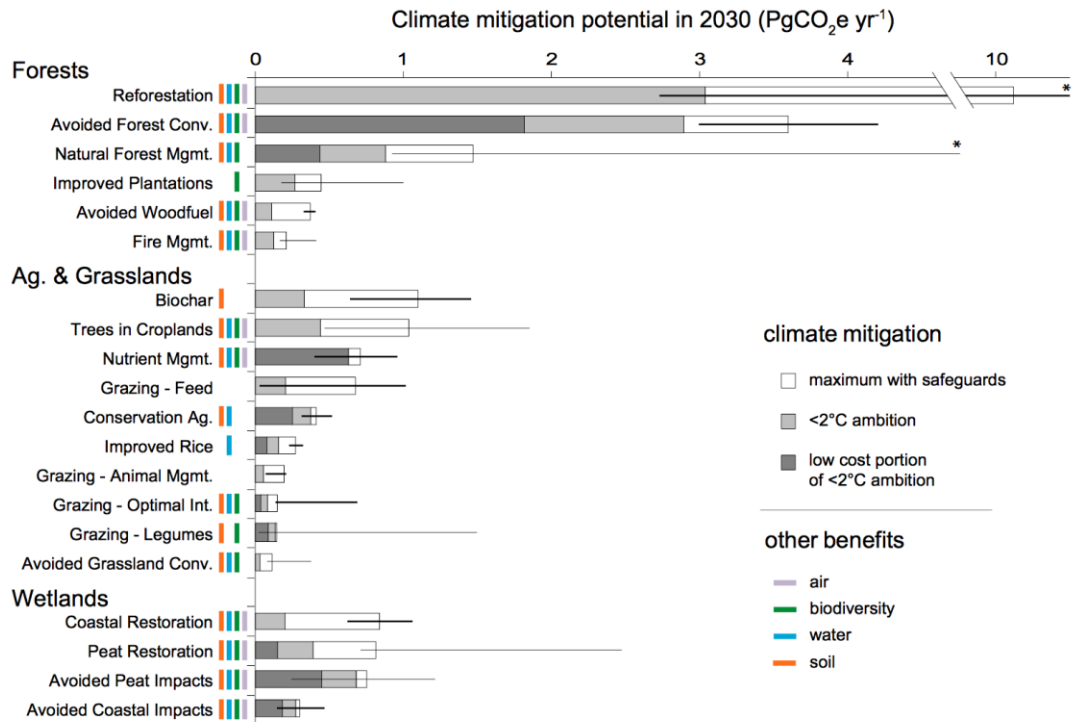 Climate mitigation potential in 2030 (PgCO₂e yr⁻¹)
0 1 2 3 4 10
Forests
Reforestation *
Avoided Forest Conv.
Natural Forest Mgmt. *
Improved Plantations
Avoided Woodfuel
Fire Mgmt.
Ag. & Grasslands
Biochar
Trees in Croplands
Nutrient Mgmt.
Grazing - Feed
Conservation Ag.
Improved Rice
Grazing - Animal Mgmt.
Grazing - Optimal Int.
Grazing - Legumes
Avoided Grassland Conv.
Wetlands
Coastal Restoration
Peat Restoration
Avoided Peat Impacts
Avoided Coastal Impacts
climate mitigation
maximum with safeguards
<2°C ambition
low cost portion
of <2°C ambition
other benefits
air
biodiversity
water
soil